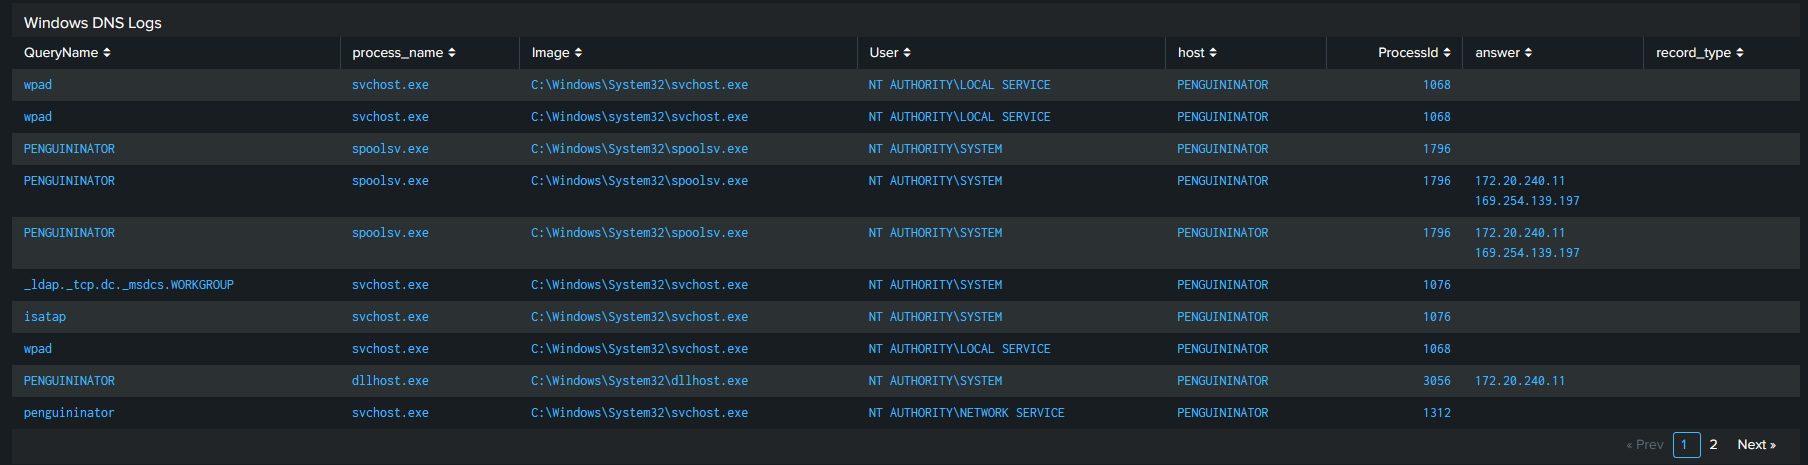 Windows DNS Logs
QueryName process_name Image User host ProcessId answer record_type
wpad svchost.exe C:\Windows\System32\svchost.exe NT AUTHORITY\LOCAL SERVICE PENGUININATOR 1068
wpad svchost.exe C:\Windows\system32\svchost.exe NT AUTHORITY\LOCAL SERVICE PENGUININATOR 1068
PENGUININATOR spoolsv.exe C:\Windows\System32\spoolsv.exe NT AUTHORITY\SYSTEM PENGUININATOR 1796
PENGUININATOR spoolsv.exe C:\Windows\System32\spoolsv.exe NT AUTHORITY\SYSTEM PENGUININATOR 1796 172.20.240.11
169.254.139.197
PENGUININATOR spoolsv.exe C:\Windows\System32\spoolsv.exe NT AUTHORITY\SYSTEM PENGUININATOR 1796 172.20.240.11
169.254.139.197
_ldap._tcp.dc._msdcs.WORKGROUP svchost.exe C:\Windows\System32\svchost.exe NT AUTHORITY\SYSTEM PENGUININATOR 1076
isatap svchost.exe C:\Windows\System32\svchost.exe NT AUTHORITY\SYSTEM PENGUININATOR 1076
wpad svchost.exe C:\Windows\System32\svchost.exe NT AUTHORITY\LOCAL SERVICE PENGUININATOR 1068
PENGUININATOR dllhost.exe C:\Windows\System32\dllhost.exe NT AUTHORITY\SYSTEM PENGUININATOR 3056 172.20.240.11
penguininator svchost.exe C:\Windows\System32\svchost.exe NT AUTHORITY\NETWORK SERVICE PENGUININATOR 1312
« Prev 1 2 Next »